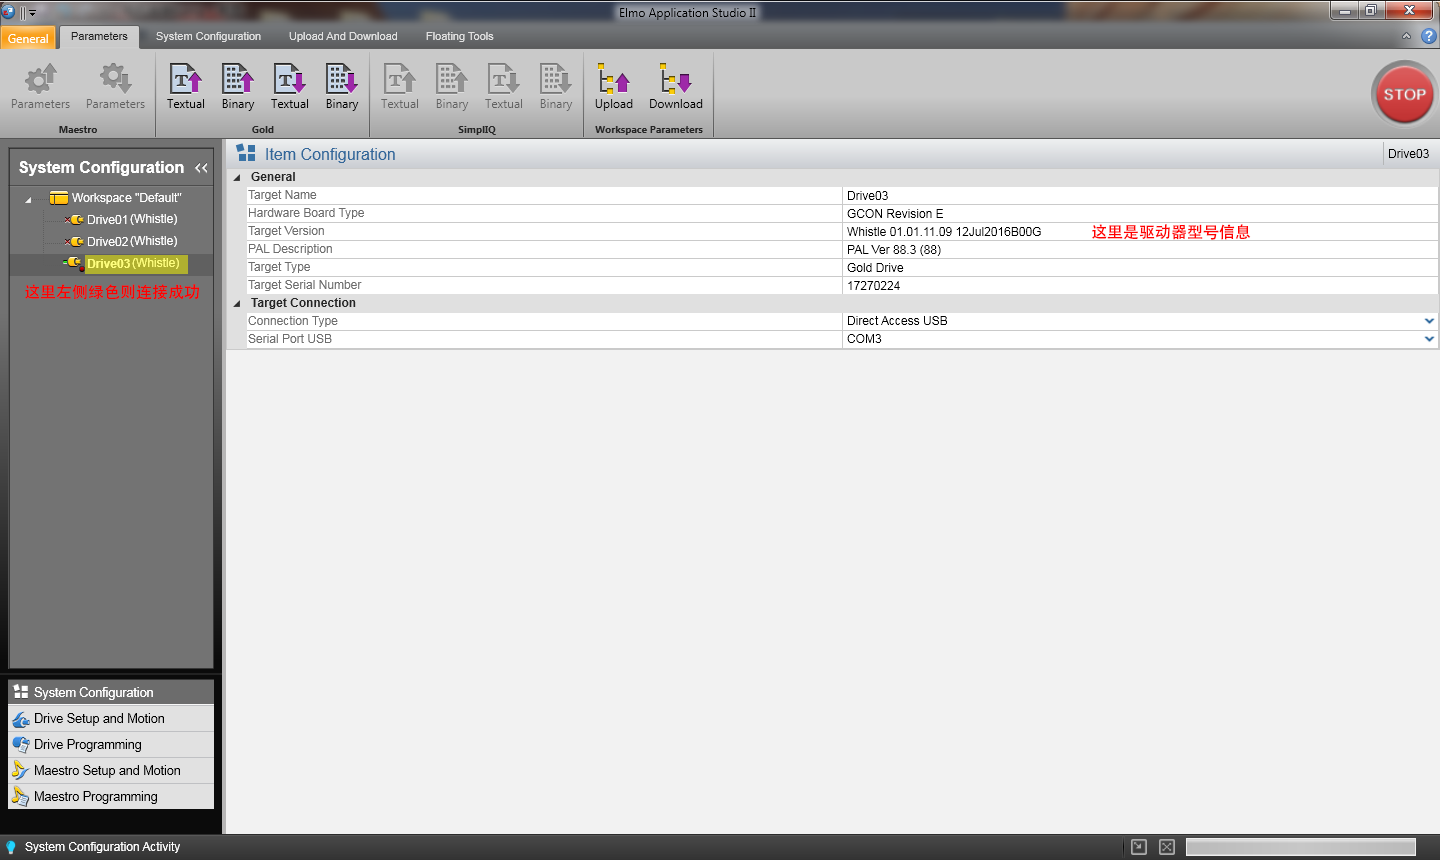 Elmo Application Studio II
General Parameters System Configuration Upload And Download Floating Tools
Parameters Parameters Textual Binary Textual Binary Textual Binary Textual Binary Upload Download
Maestro Gold SimplIQ Workspace Parameters
STOP
System Configuration
Workspace "Default"
Drive01 (Whistle)
Drive02 (Whistle)
Drive03 (Whistle)
这里左侧绿色则连接成功
Item Configuration Drive03
General
Target Name Drive03
Hardware Board Type GCON Revision E
Target Version Whistle 01.01.11.09 12Jul2016B00G 这里是驱动器型号信息
PAL Description PAL Ver 88.3 (88)
Target Type Gold Drive
Target Serial Number 17270224
Target Connection
Connection Type Direct Access USB
Serial Port USB COM3
System Configuration
Drive Setup and Motion
Drive Programming
Maestro Setup and Motion
Maestro Programming
System Configuration Activity